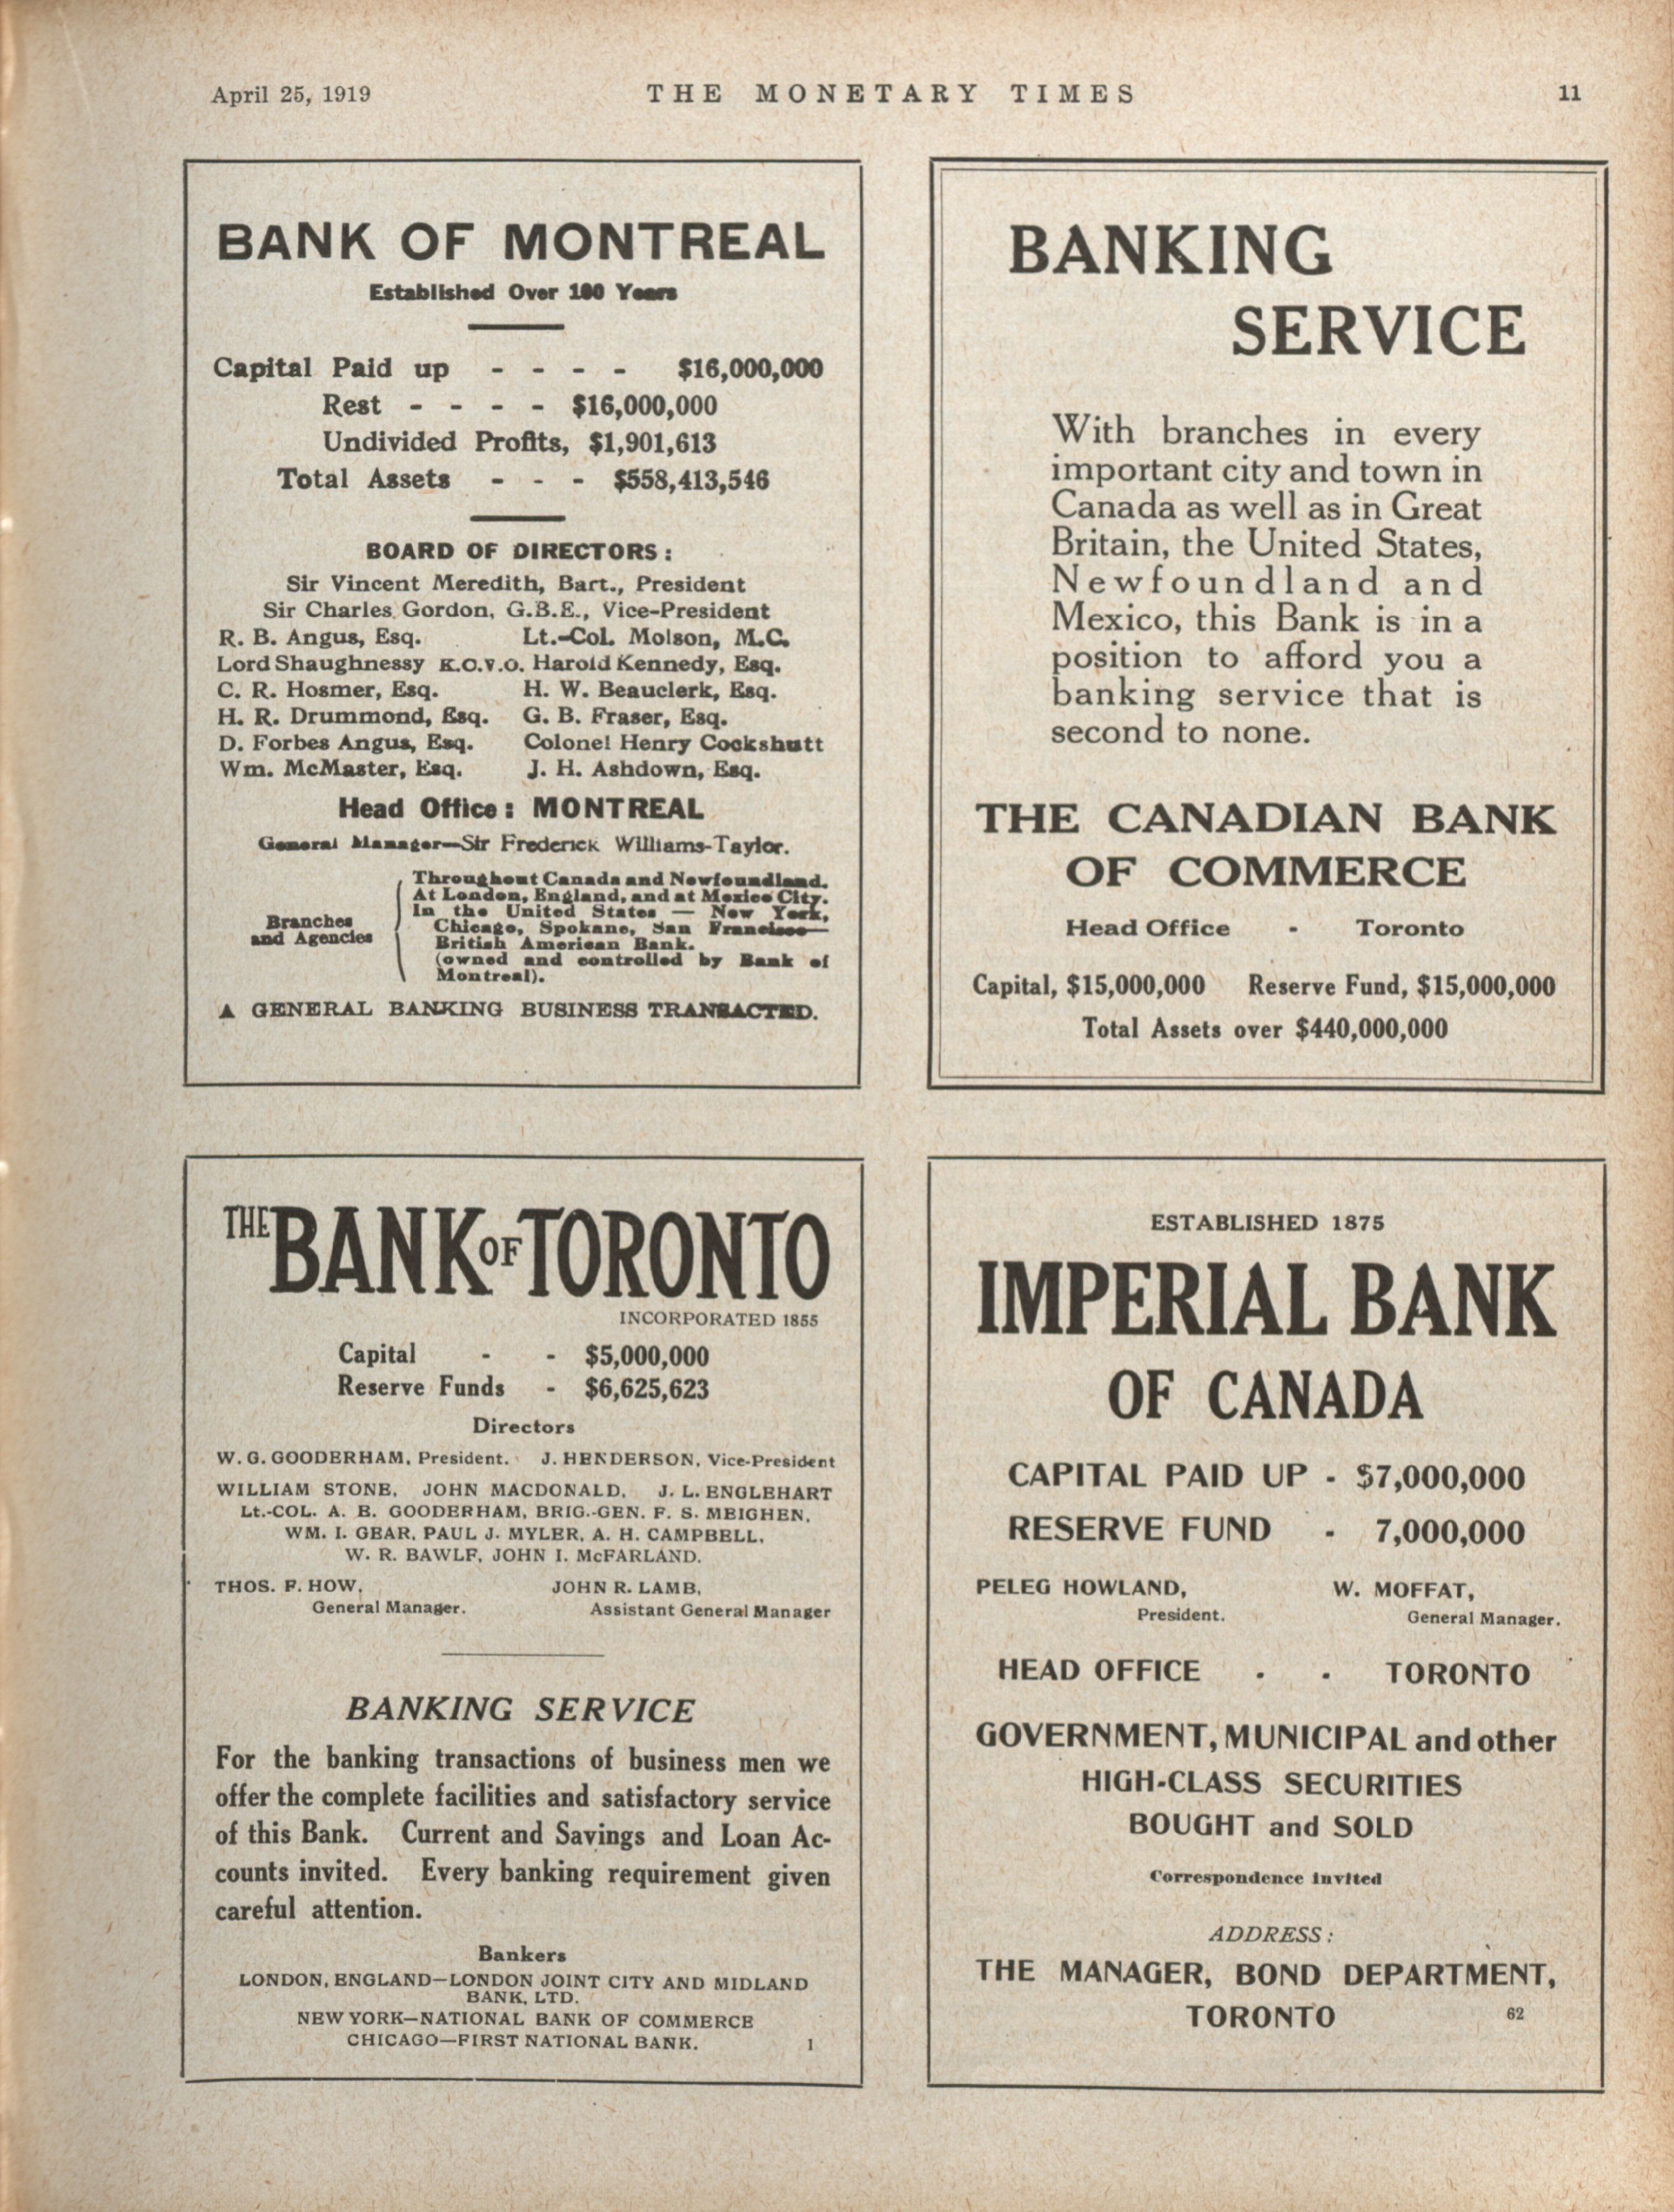 April 25, 1919
THE MONETARY TIMES
11
BANK OF MONTREAL
Established Over 100 Years
Capital Paid up - - - - $16,000,000
Rest - - - - $16,000,000
Undivided Profits, $1,901,613
Total Assets - - - $558,413,546
BOARD OF DIRECTORS:
Sir Vincent Meredith, Bart., President
Sir Charles Gordon, G.B.E., Vice-President
R. B. Angus, Esq. Lt.-Col. Molson, M.C.
Lord Shaughnessy K.C.V.O. Harold Kennedy, Esq.
C. R. Hosmer, Esq. H. W. Beauclerk, Esq.
H. R. Drummond, Esq. G. B. Fraser, Esq.
D. Forbes Angus, Esq. Colonel Henry Cockshutt
Wm. McMaster, Esq. J. H. Ashdown, Esq.
Head Office: MONTREAL
General Manager—Sir Frederick Williams-Taylor.
Branches
and Agencies
Throughout Canada and Newfoundland.
At London, England, and at Mexico City.
In the United States — New York,
Chicago, Spokane, San Francisco—
British American Bank.
(owned and controlled by Bank of
Montreal).
A GENERAL BANKING BUSINESS TRANSACTED.
BANKING
SERVICE
With branches in every
important city and town in
Canada as well as in Great
Britain, the United States,
Newfoundland and
Mexico, this Bank is in a
position to afford you a
banking service that is
second to none.
THE CANADIAN BANK
OF COMMERCE
Head Office - Toronto
Capital, $15,000,000 Reserve Fund, $15,000,000
Total Assets over $440,000,000
THE BANK OF TORONTO
INCORPORATED 1855
Capital - - $5,000,000
Reserve Funds - $6,625,623
Directors
W. G. GOODERHAM, President. J. HENDERSON, Vice-President
WILLIAM STONE, JOHN MACDONALD, J. L. ENGLEHART
Lt.-COL. A. E. GOODERHAM, BRIG.-GEN. F. S. MEIGHEN,
WM. I. GEAR, PAUL J. MYLER, A. H. CAMPBELL,
W. R. BAWLF, JOHN I. McFARLAND.
THOS. F. HOW, JOHN R. LAMB,
General Manager. Assistant General Manager
BANKING SERVICE
For the banking transactions of business men we
offer the complete facilities and satisfactory service
of this Bank. Current and Savings and Loan Ac-
counts invited. Every banking requirement given
careful attention.
Bankers
LONDON, ENGLAND—LONDON JOINT CITY AND MIDLAND
BANK, LTD.
NEW YORK—NATIONAL BANK OF COMMERCE
CHICAGO—FIRST NATIONAL BANK. 1
ESTABLISHED 1875
IMPERIAL BANK
OF CANADA
CAPITAL PAID UP - $7,000,000
RESERVE FUND - 7,000,000
PELEG HOWLAND, W. MOFFAT,
President. General Manager.
HEAD OFFICE - - TORONTO
GOVERNMENT, MUNICIPAL and other
HIGH-CLASS SECURITIES
BOUGHT and SOLD
Correspondence invited
ADDRESS:
THE MANAGER, BOND DEPARTMENT,
TORONTO 62